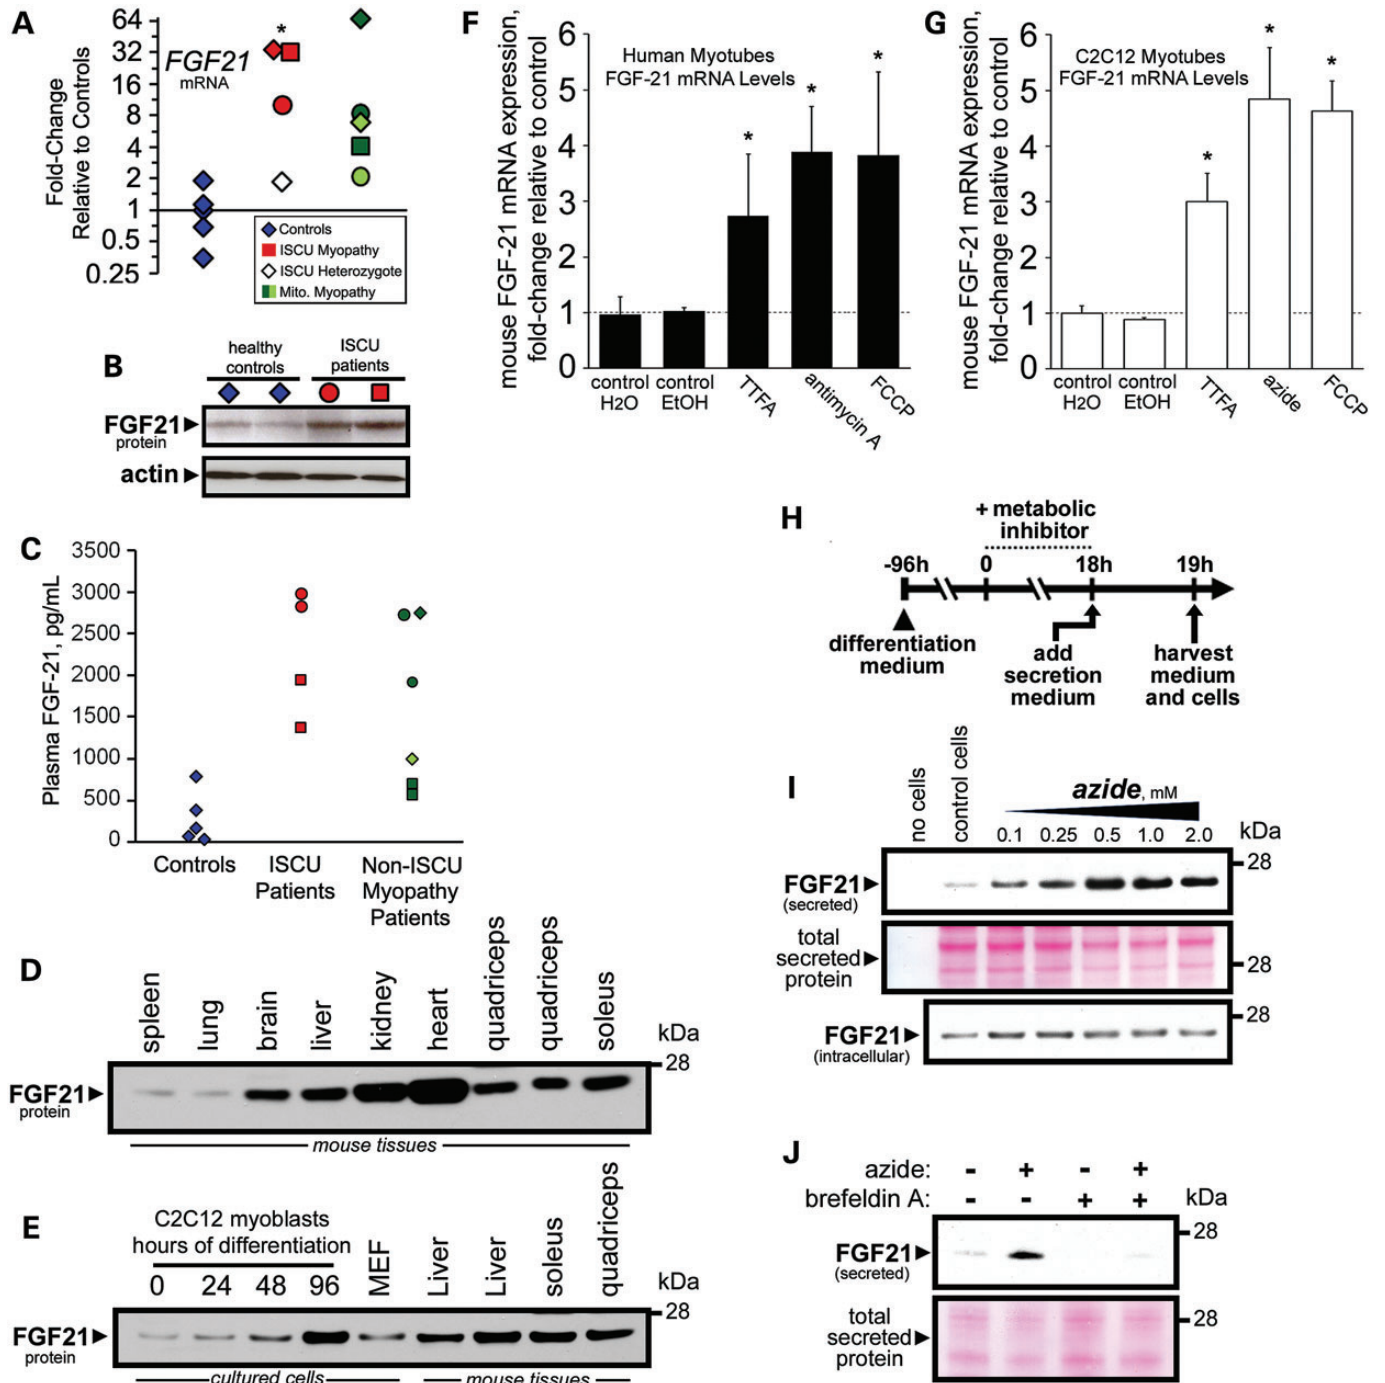 A
64
32
16
8
4
2
1
0.5
0.25
Fold-Change
Relative to Controls
FGF21
mRNA
*
Controls
ISCU Myopathy
ISCU Heterozygote
Mito. Myopathy
B
healthy
controls
ISCU
patients
FGF21
protein
actin
C
3500
3000
2500
2000
1500
1000
500
0
Plasma FGF-21, pg/mL
Controls
ISCU
Patients
Non-ISCU
Myopathy
Patients
D
spleen
lung
brain
liver
kidney
heart
quadriceps
quadriceps
soleus
kDa
28
FGF21
protein
mouse tissues
E
C2C12 myoblasts
hours of differentiation
0 24 48 96
MEF
Liver
Liver
soleus
quadriceps
kDa
28
FGF21
protein
cultured cells
mouse tissues
F
mouse FGF-21 mRNA expression,
fold-change relative to control
6
5
4
3
2
1
0
Human Myotubes
FGF-21 mRNA Levels
*
*
*
control
H2O
control
EtOH
TTFA
antimycin A
FCCP
G
mouse FGF-21 mRNA expression,
fold-change relative to control
6
5
4
3
2
1
0
C2C12 Myotubes
FGF-21 mRNA Levels
*
*
*
control
H2O
control
EtOH
TTFA
azide
FCCP
H
+ metabolic
inhibitor
-96h 0 18h 19h
differentiation
medium
add
secretion
medium
harvest
medium
and cells
I
no cells
control cells
azide, mM
0.1 0.25 0.5 1.0 2.0
kDa
28
FGF21
(secreted)
total
secreted
protein
28
FGF21
(intracellular)
28
J
azide: - + - +
brefeldin A: - - + +
kDa
28
FGF21
(secreted)
total
secreted
protein
28